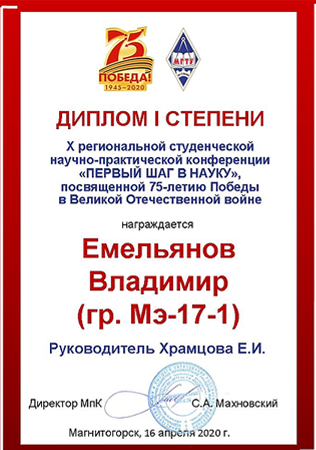 75
ПОБЕДА!
1945-2020
МГТУ
ДИПЛОМ I СТЕПЕНИ
X региональной студенческой
научно-практической конференции
«ПЕРВЫЙ ШАГ В НАУКУ»,
посвященной 75-летию Победы
в Великой Отечественной войне
награждается
Емельянов
Владимир
(гр. Мэ-17-1)
Руководитель Храмцова Е.И.
Директор МпК С.А. Махновский
Магнитогорск, 16 апреля 2020 г.